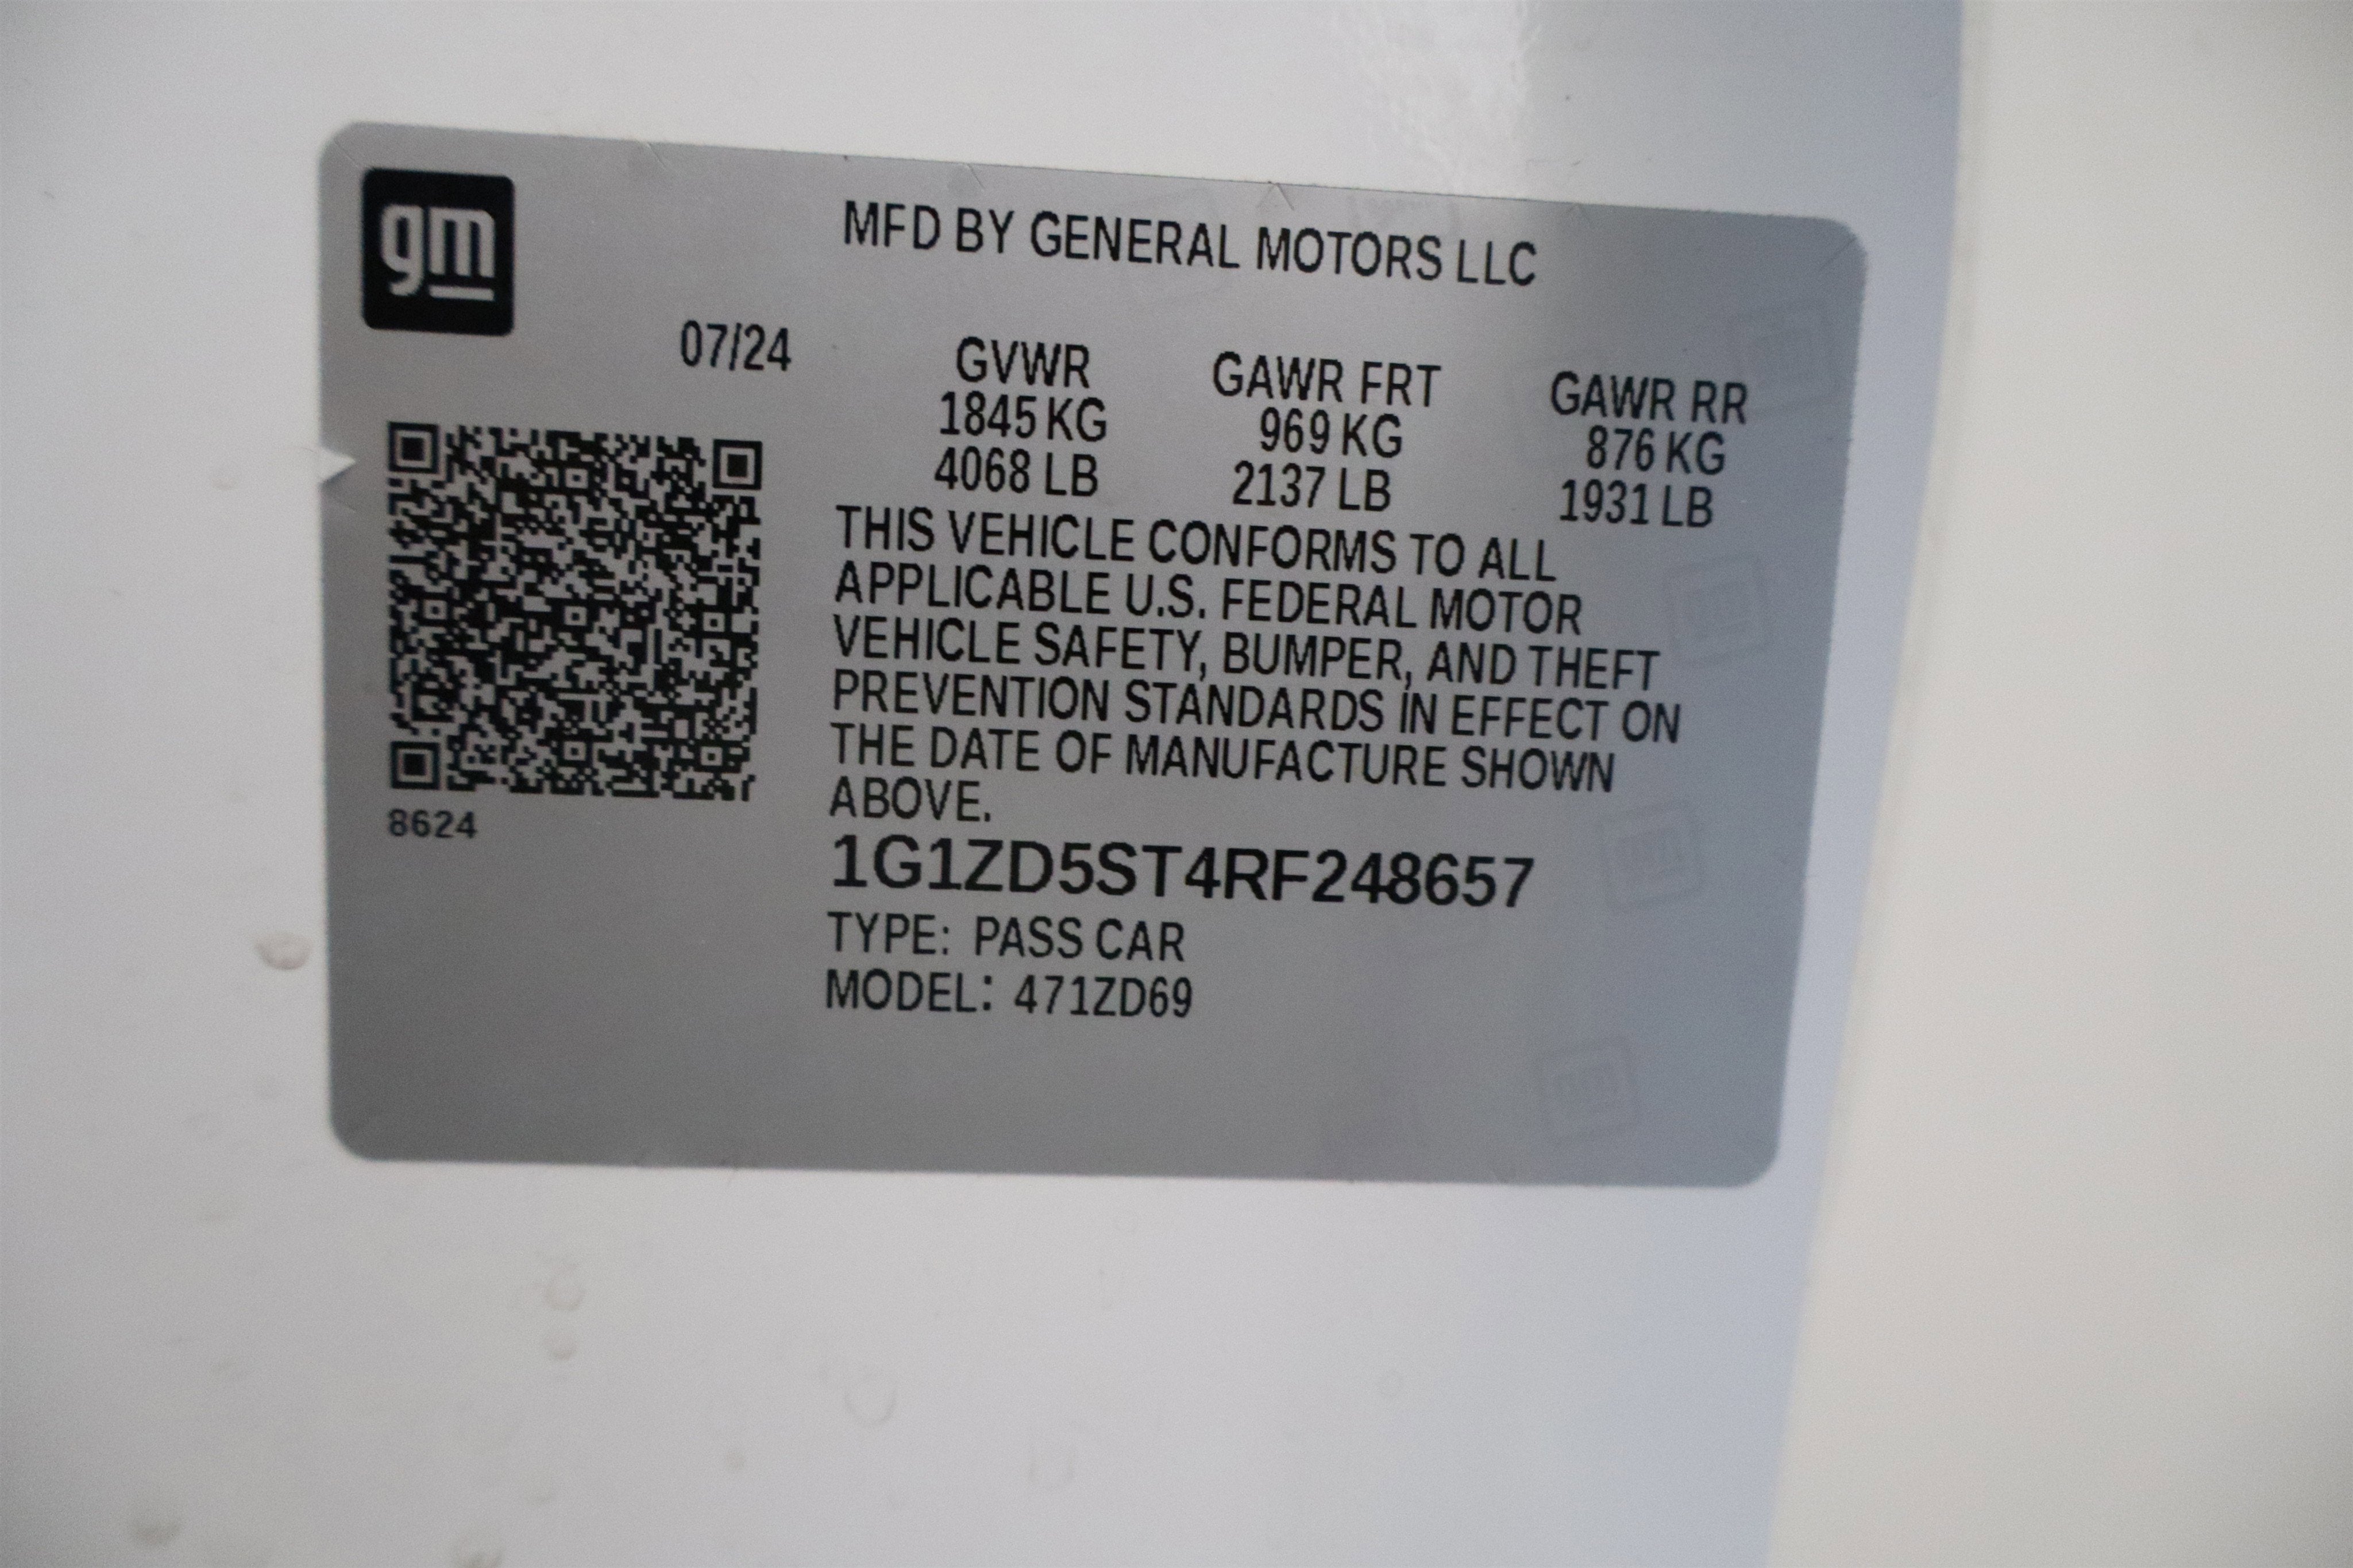 gm
MFD BY GENERAL MOTORS LLC
07/24
GVWR GAWR FRT GAWR RR
1845 KG 969 KG 876 KG
4068 LB 2137 LB 1931 LB
THIS VEHICLE CONFORMS TO ALL
APPLICABLE U.S. FEDERAL MOTOR
VEHICLE SAFETY, BUMPER, AND THEFT
PREVENTION STANDARDS IN EFFECT ON
THE DATE OF MANUFACTURE SHOWN
ABOVE.
8624
1G1ZD5ST4RF248657
TYPE: PASS CAR
MODEL: 471ZD69